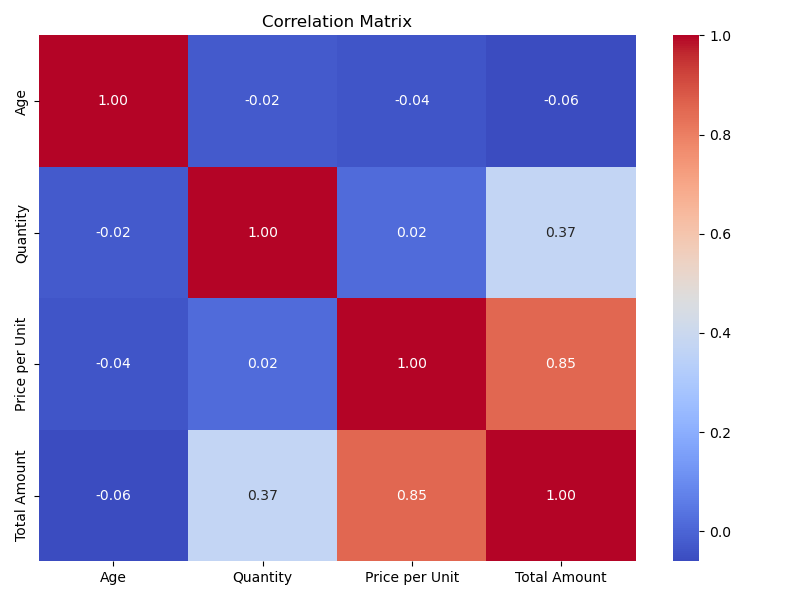 Correlation Matrix
Age
1.00
-0.02
-0.04
-0.06
Quantity
-0.02
1.00
0.02
0.37
Price per Unit
-0.04
0.02
1.00
0.85
Total Amount
-0.06
0.37
0.85
1.00
Age
Quantity
Price per Unit
Total Amount
1.0
0.8
0.6
0.4
0.2
0.0